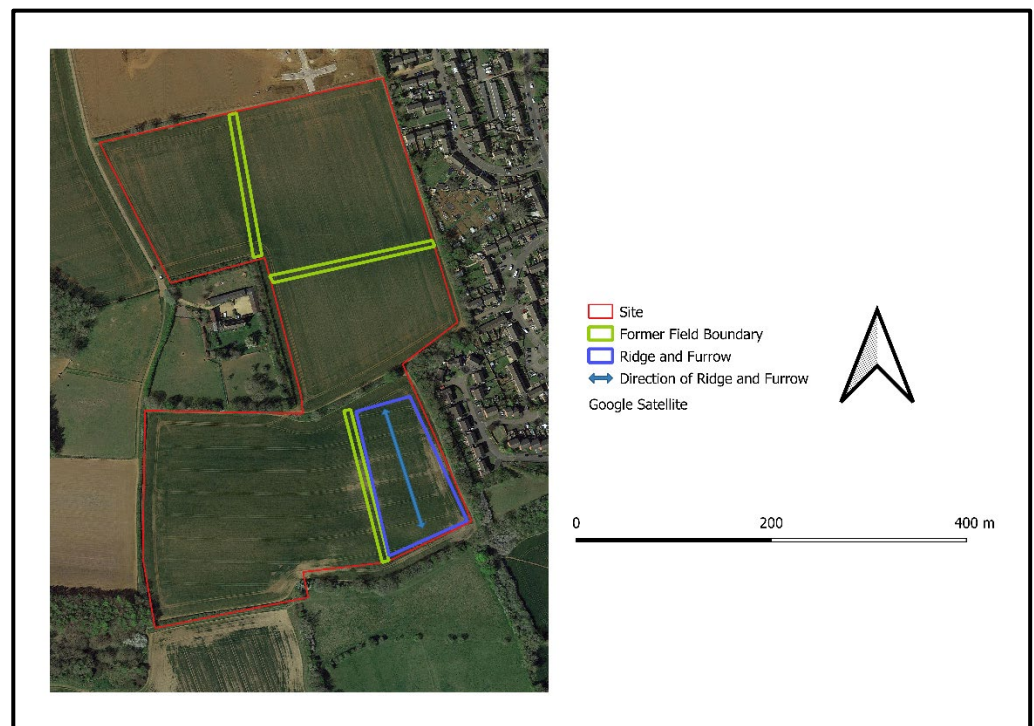 Site
Former Field Boundary
Ridge and Furrow
Direction of Ridge and Furrow
Google Satellite
0 200 400 m